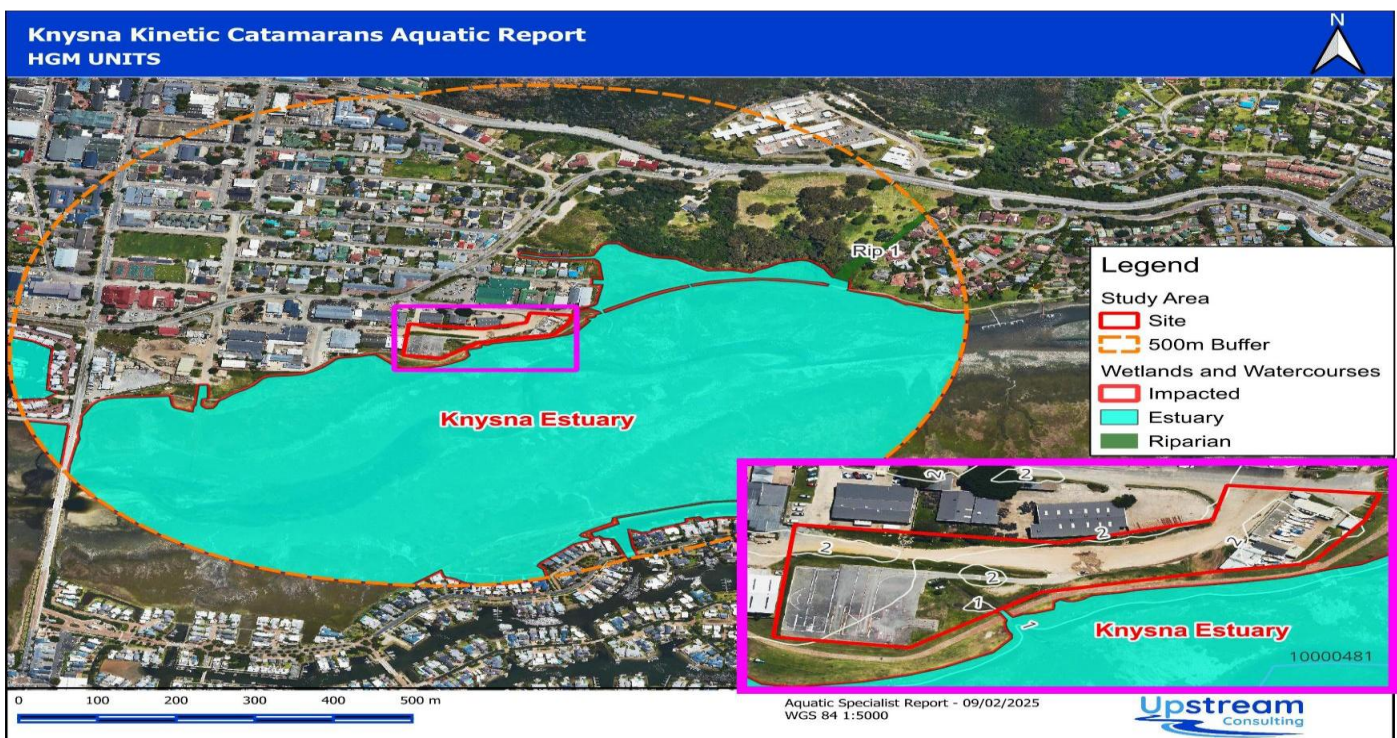 Knysna Kinetic Catamarans Aquatic Report
HGM UNITS
N
Rip 1
Knysna Estuary
Legend
Study Area
Site
500m Buffer
Wetlands and Watercourses
Impacted
Estuary
Riparian
2
2
2
2
2
2
1
1
Knysna Estuary
10000481
0 100 200 300 400 500 m
Aquatic Specialist Report - 09/02/2025
WGS 84 1:5000
Upstream
Consulting